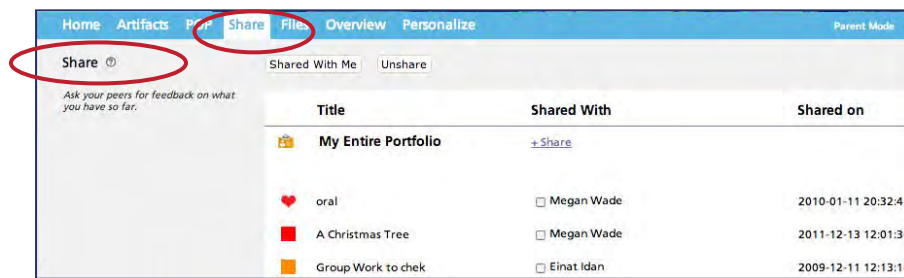 Home Artifacts POP Share Files Overview Personalize Parent Mode
Share
Shared With Me Unshare
Ask your peers for feedback on what
you have so far.
Title Shared With Shared on
My Entire Portfolio + Share
oral Megan Wade 2010-01-11 20:32:4
A Christmas Tree Megan Wade 2011-12-13 12:01:3
Group Work to chek Einat Idan 2009-12-11 12:13:1